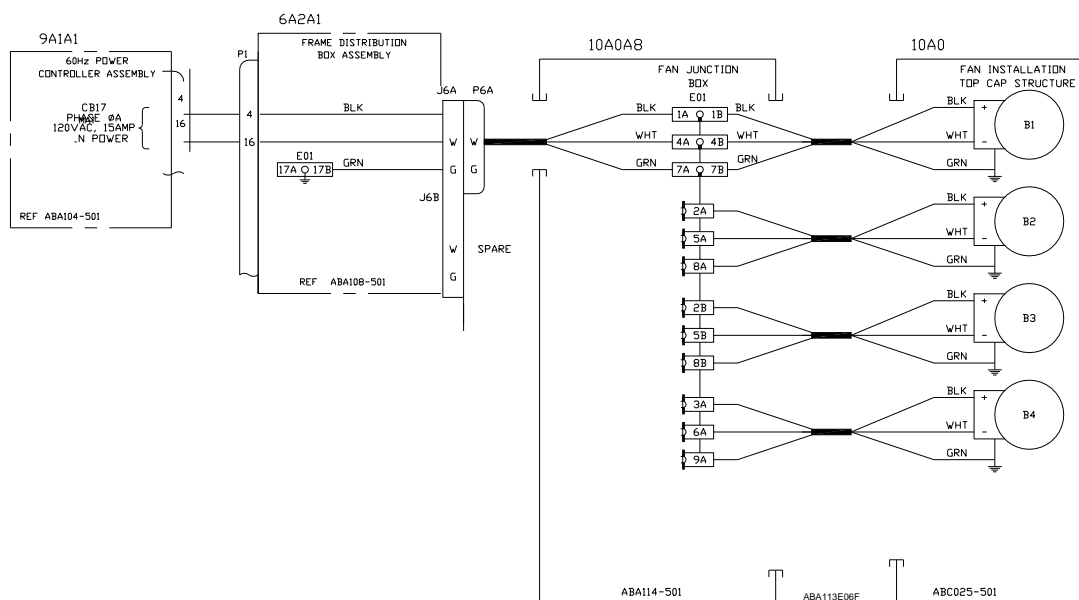 9A1A1
60Hz POWER
CONTROLLER ASSEMBLY
4
16
CB17
PHASE ØA
120VAC, 15AMP
.N POWER
REF ABA104-501
6A2A1
P1
FRAME DISTRIBUTION
BOX ASSEMBLY
4
BLK
16
E01
17A 17B
GRN
REF ABA108-501
J6A P6A
W W
G G
J6B
W
G
SPARE
10A0A8
FAN JUNCTION
BOX
E01
BLK 1A 1B BLK
WHT 4A 4B WHT
GRN 7A 7B GRN
2A
5A
8A
2B
5B
8B
3A
6A
9A
ABA114-501
ABA113E06F
10A0
FAN INSTALLATION
TOP CAP STRUCTURE
BLK + B1
WHT -
GRN
BLK + B2
WHT -
GRN
BLK + B3
WHT -
GRN
BLK + B4
WHT -
GRN
ABC025-501